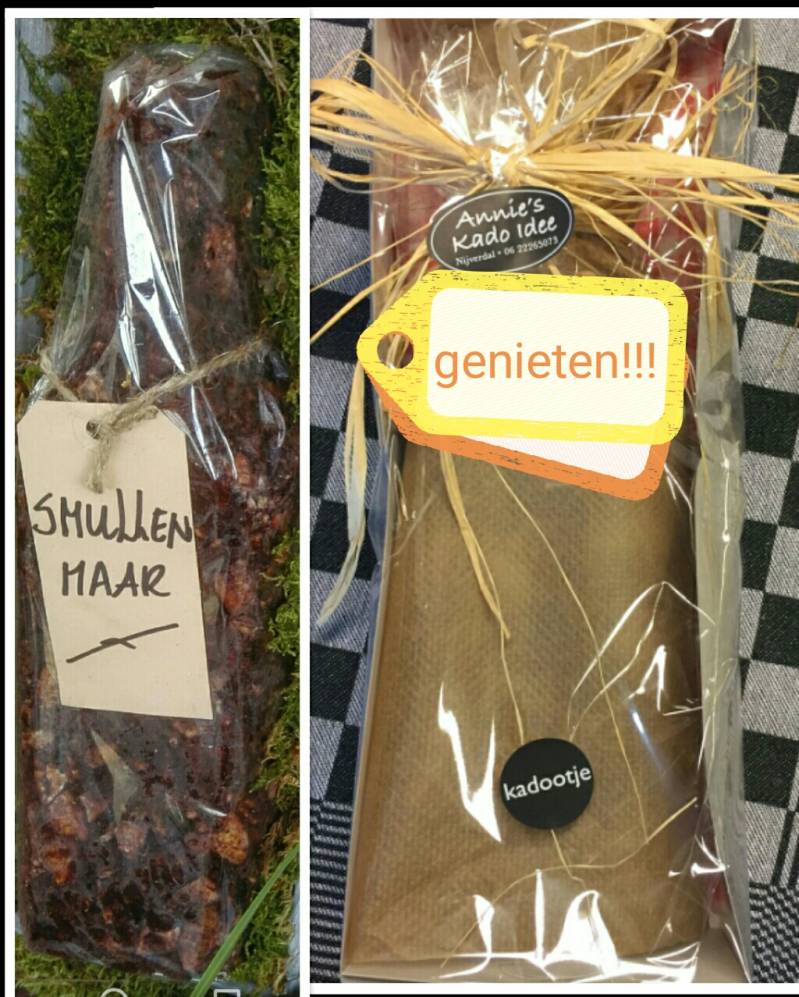 SMULLEN
MAAR
Annie's
Kado Idee
Nijverdal • 06 22265073
genieten!!!
kadootje